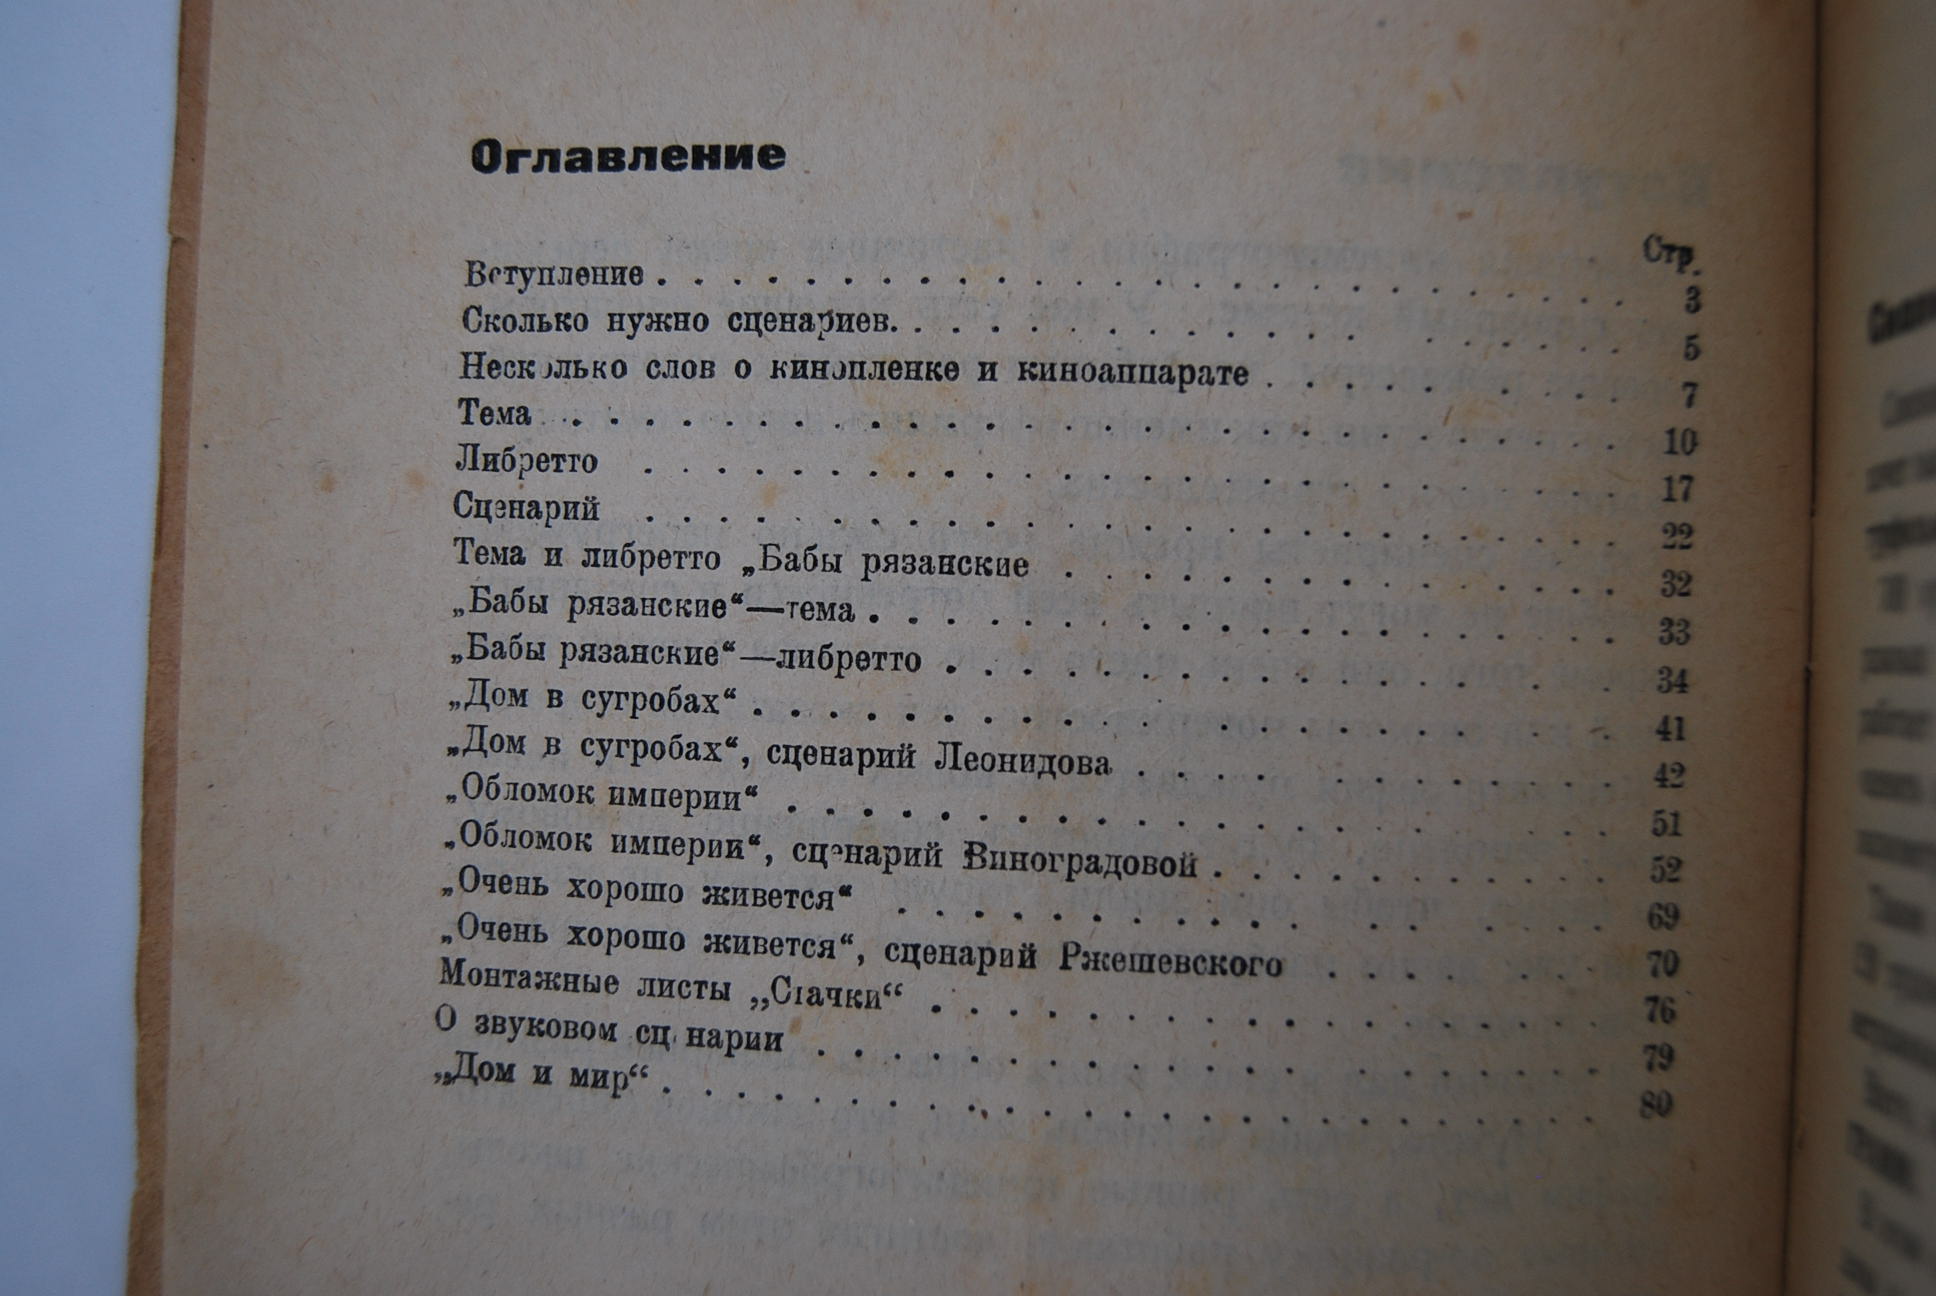 Оглавление
Стр.
Вступление . . . . . . . . . . . . . . . . . . . . . . 3
Сколько нужно сценариев. . . . . . . . . . . . . . . . . 5
Несколько слов о кинопленке и киноаппарате . . . . . . . . 7
Тема . . . . . . . . . . . . . . . . . . . . . . . . . 10
Либретто . . . . . . . . . . . . . . . . . . . . . . . 17
Сценарий . . . . . . . . . . . . . . . . . . . . . . . 22
Тема и либретто „Бабы рязанские . . . . . . . . . . . . . 32
„Бабы рязанские“—тема . . . . . . . . . . . . . . . . . 33
„Бабы рязанские“—либретто . . . . . . . . . . . . . . . 34
„Дом в сугробах“ . . . . . . . . . . . . . . . . . . . . 41
„Дом в сугробах“, сценарий Леонидова . . . . . . . . . . 42
„Обломок империи“ . . . . . . . . . . . . . . . . . . . 51
„Обломок империи“, сценарий Виноградовой . . . . . . . . 52
„Очень хорошо живется“ . . . . . . . . . . . . . . . . 69
„Очень хорошо живется“, сценарий Ржешевского . . . . . . 70
Монтажные листы „Стачки“ . . . . . . . . . . . . . . . . 76
О звуковом сценарии . . . . . . . . . . . . . . . . . . 79
„Дом и мир“ . . . . . . . . . . . . . . . . . . . . . . 80